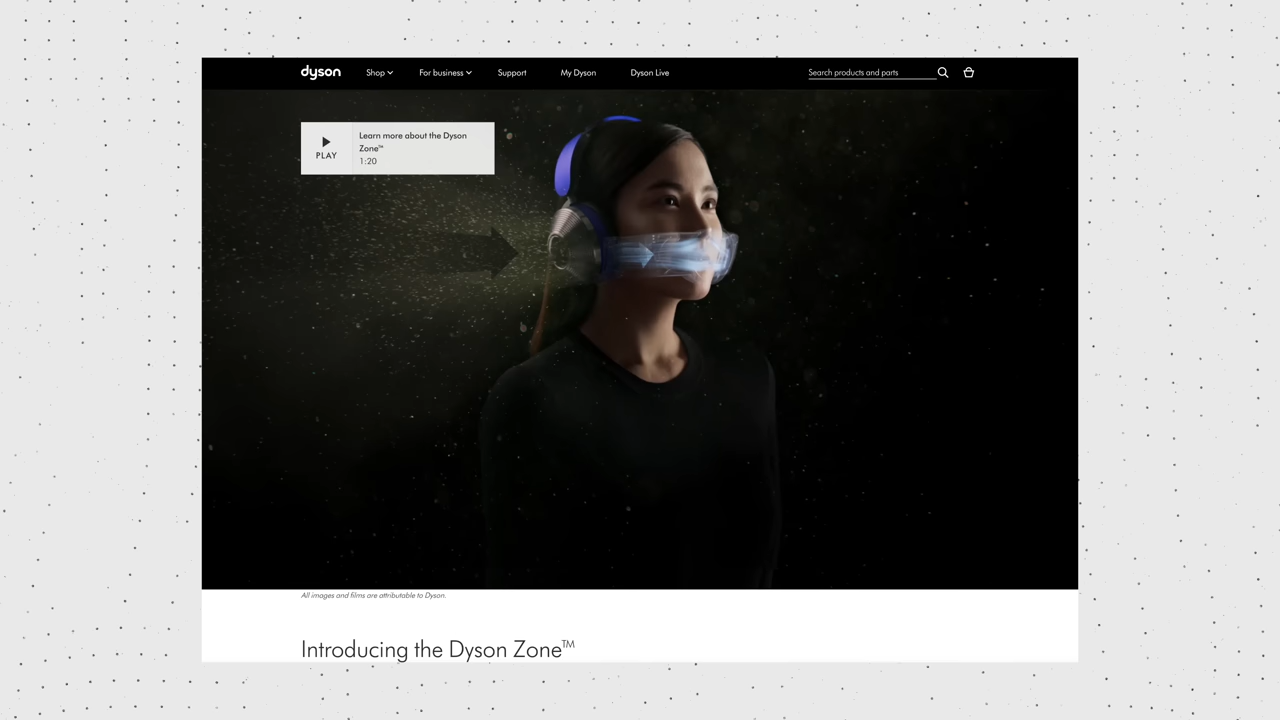 dyson Shop For business Support My Dyson Dyson Live Search products and parts
PLAY
Learn more about the Dyson
Zone™
1:20
All images and films are attributable to Dyson.
Introducing the Dyson Zone™